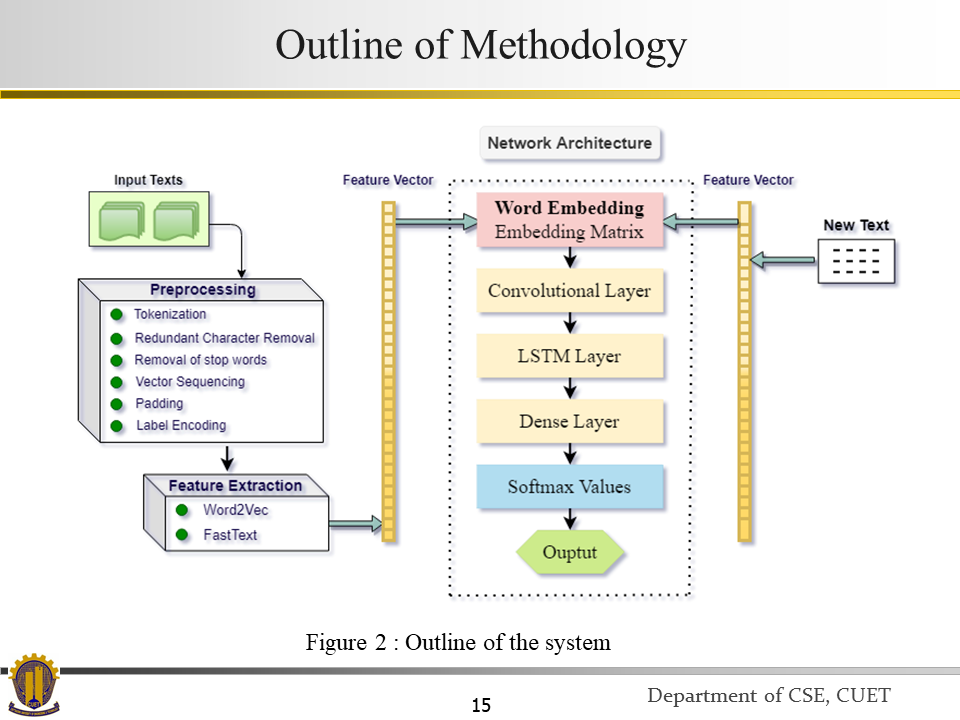 Outline of Methodology
Network Architecture
Input Texts
Preprocessing
Tokenization
Redundant Character Removal
Removal of stop words
Vector Sequencing
Padding
Label Encoding
Feature Extraction
Word2Vec
FastText
Feature Vector
Word Embedding
Embedding Matrix
Convolutional Layer
LSTM Layer
Dense Layer
Softmax Values
Ouptut
Feature Vector
New Text
Figure 2 : Outline of the system
CUET
15
Department of CSE, CUET